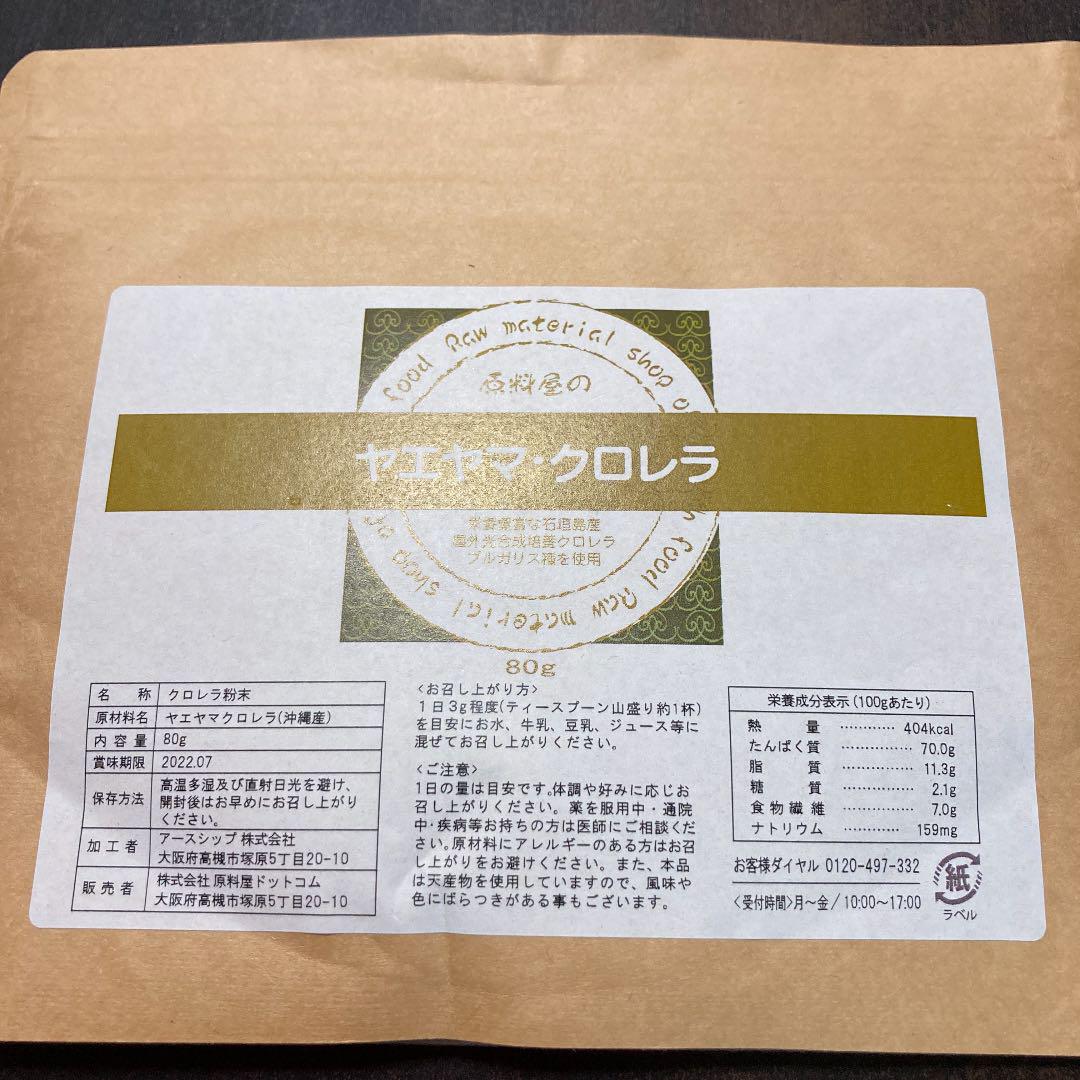 food Raw material shop
原料屋の
ヤエヤマ・クロレラ
栄養豊富な石垣島産
屋外光合成培養クロレラ
ブルガリス種を使用
food Raw material shop
80g
名 称 クロレラ粉末
原材料名 ヤエヤマクロレラ(沖縄産)
内容量 80g
賞味期限 2022.07
保存方法 高温多湿及び直射日光を避け、
開封後はお早めにお召し上がり
ください。
加工者 アースシップ 株式会社
大阪府高槻市塚原5丁目20-10
販売者 株式会社 原料屋ドットコム
大阪府高槻市塚原5丁目20-10
<お召し上がり方>
1日3g程度(ティースプーン山盛り約1杯)
を目安にお水、牛乳、豆乳、ジュース等に
混ぜてお召し上がりください。
<ご注意>
1日の量は目安です。体調や好みに応じお
召し上がりください。薬を服用中・通院
中・疾病等お持ちの方は医師にご相談くだ
さい。原材料にアレルギーのある方はお召
し上がりをお避けください。また、本品
は天産物を使用していますので、風味や
色にばらつきがある事もございます。
栄養成分表示(100gあたり)
熱量 ………… 404kcal
たんぱく質 ………… 70.0g
脂質 ………… 11.3g
糖質 ………… 2.1g
食物繊維 ………… 7.0g
ナトリウム ………… 159mg
お客様ダイヤル 0120-497-332
<受付時間>月～金/10:00～17:00
紙
ラベル